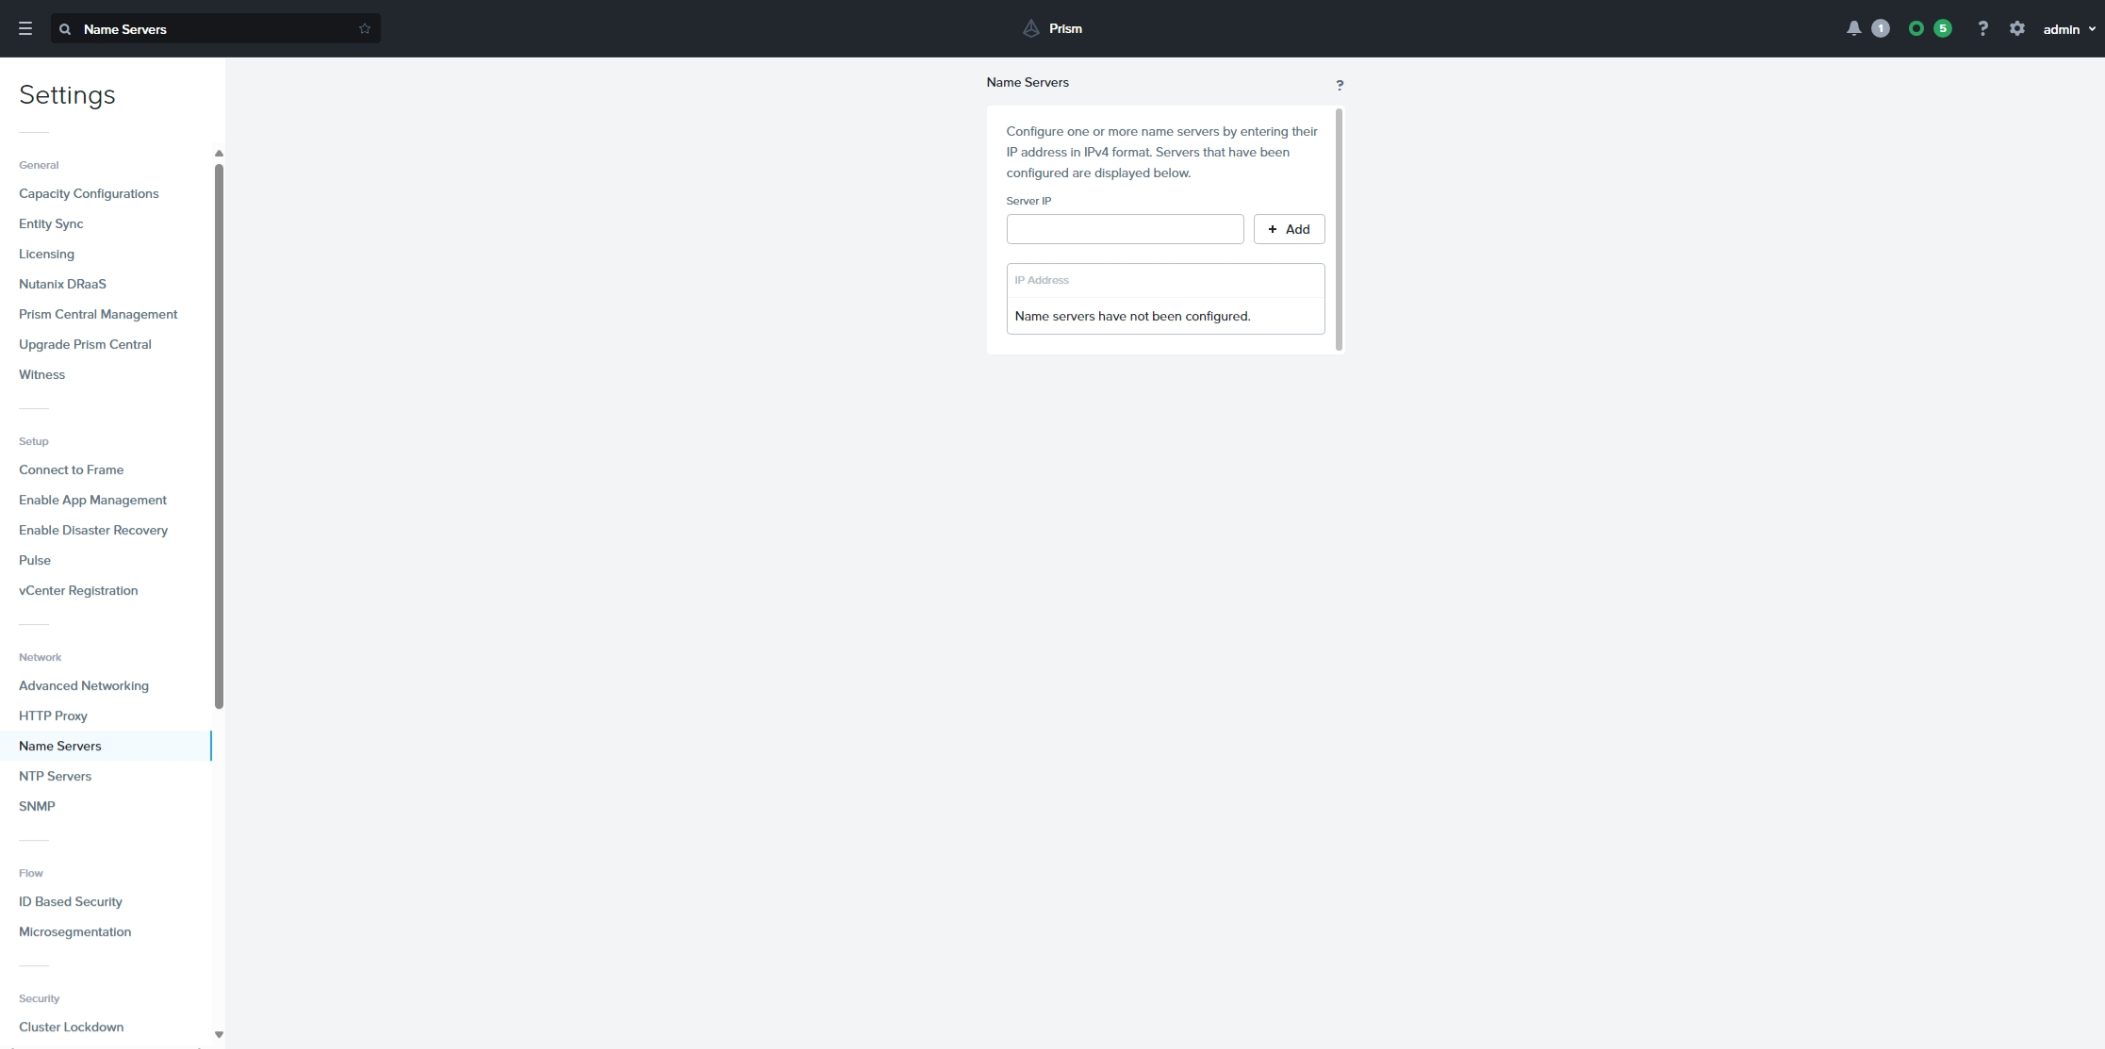 Name Servers
Prism
1
5
?
admin
Settings
General
Capacity Configurations
Entity Sync
Licensing
Nutanix DRaaS
Prism Central Management
Upgrade Prism Central
Witness
Setup
Connect to Frame
Enable App Management
Enable Disaster Recovery
Pulse
vCenter Registration
Network
Advanced Networking
HTTP Proxy
Name Servers
NTP Servers
SNMP
Flow
ID Based Security
Microsegmentation
Security
Cluster Lockdown
Name Servers
?
Configure one or more name servers by entering their
IP address in IPv4 format. Servers that have been
configured are displayed below.
Server IP
+ Add
IP Address
Name servers have not been configured.